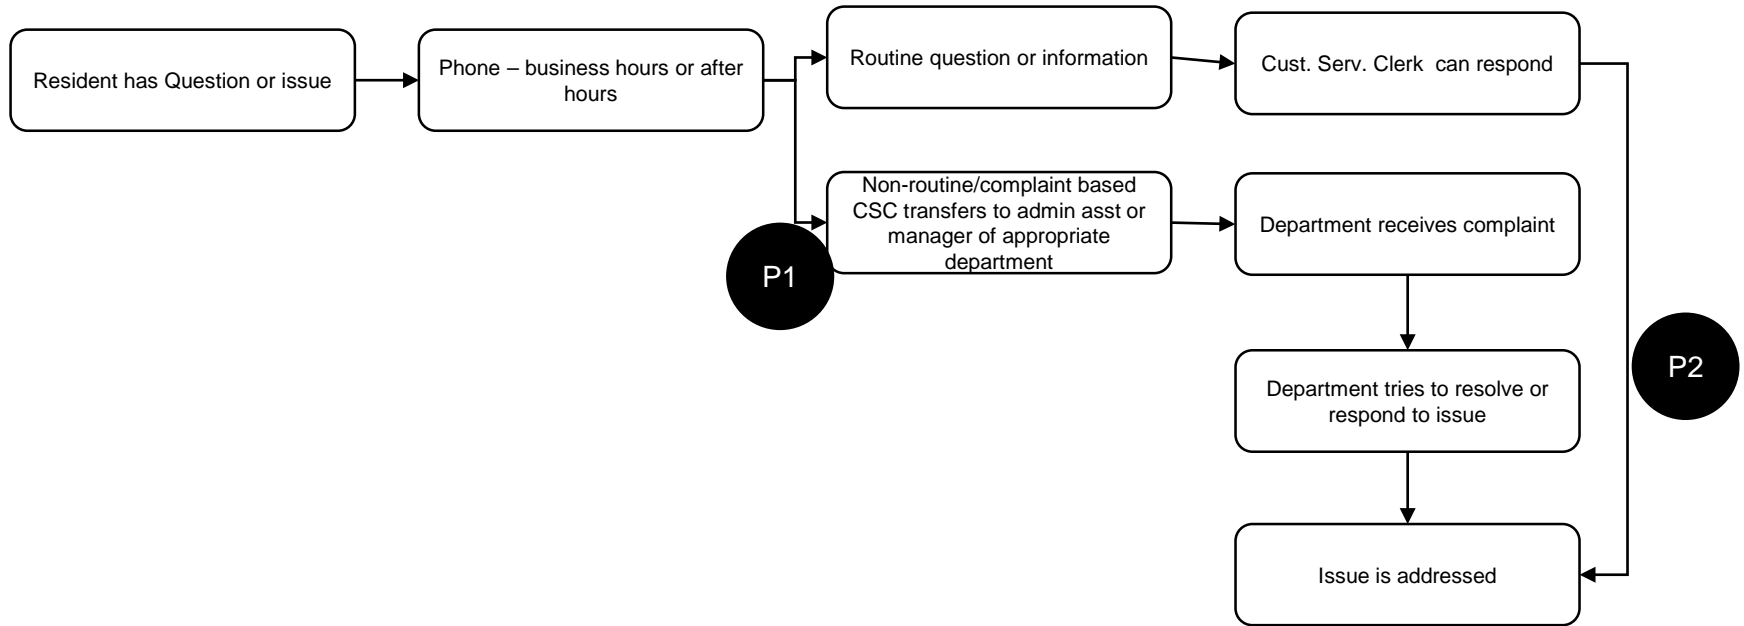 Resident has Question or issue
Phone – business hours or after
hours
Routine question or information
Cust. Serv. Clerk can respond
Non-routine/complaint based
CSC transfers to admin asst or
manager of appropriate
department
Department receives complaint
P1
Department tries to resolve or
respond to issue
P2
Issue is addressed